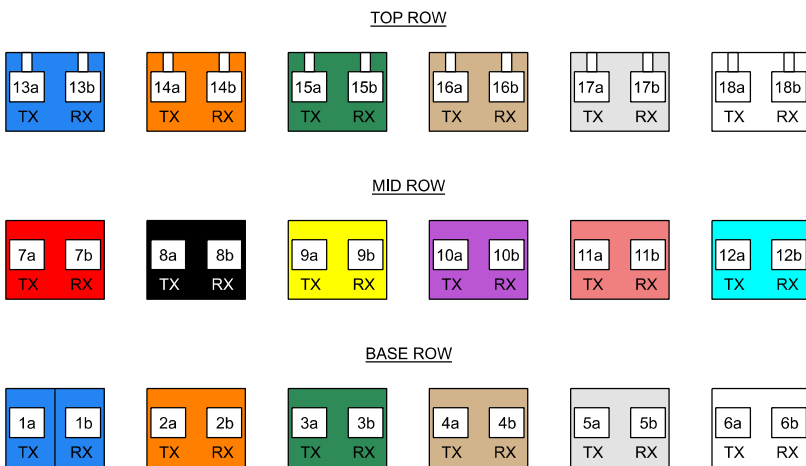 TOP ROW
13a 13b 14a 14b 15a 15b 16a 16b 17a 17b 18a 18b
TX RX TX RX TX RX TX RX TX RX TX RX
MID ROW
7a 7b 8a 8b 9a 9b 10a 10b 11a 11b 12a 12b
TX RX TX RX TX RX TX RX TX RX TX RX
BASE ROW
1a 1b 2a 2b 3a 3b 4a 4b 5a 5b 6a 6b
TX RX TX RX TX RX TX RX TX RX TX RX